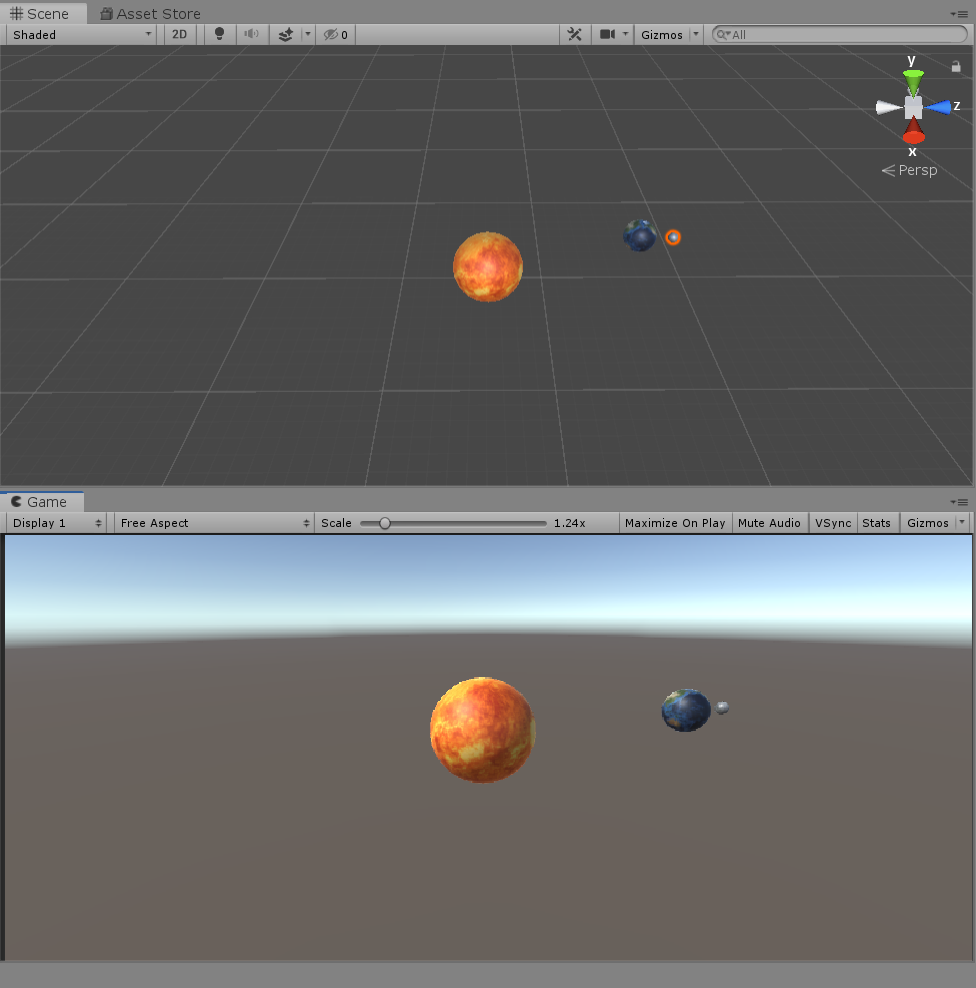 Scene Asset Store
Shaded 2D 0 Gizmos All
y
z
x
Persp
Game
Display 1 Free Aspect Scale 1.24x Maximize On Play Mute Audio VSync Stats Gizmos